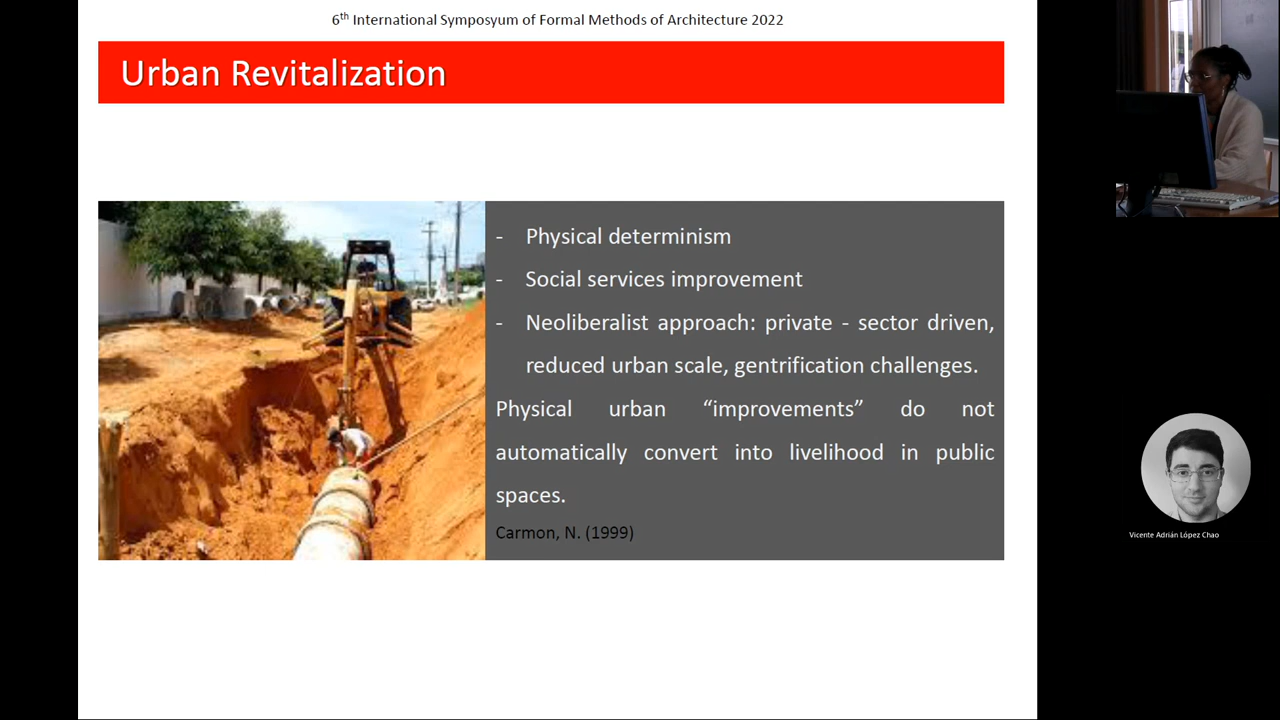 6th International Symposyum of Formal Methods of Architecture 2022
Urban Revitalization
- Physical determinism
- Social services improvement
- Neoliberalist approach: private - sector driven,
reduced urban scale, gentrification challenges.
Physical urban “improvements” do not
automatically convert into livelihood in public
spaces.
Carmon, N. (1999)
Vicente Adrián López Chao